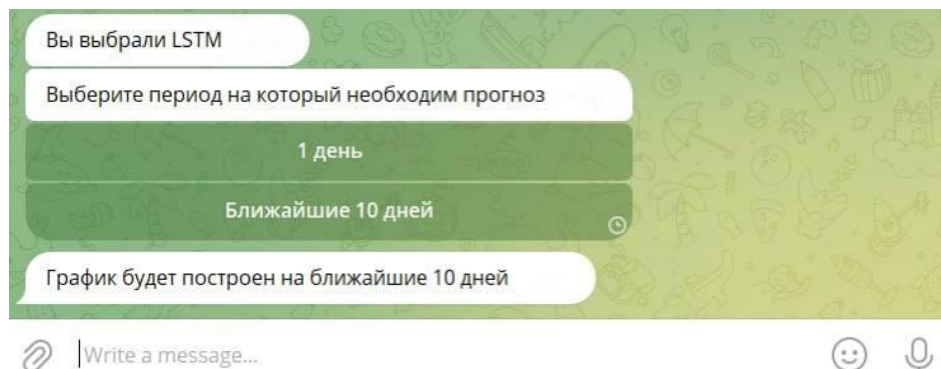 Вы выбрали LSTM
Выберите период на который необходим прогноз
1 день
Ближайшие 10 дней
График будет построен на ближайшие 10 дней
Write a message...